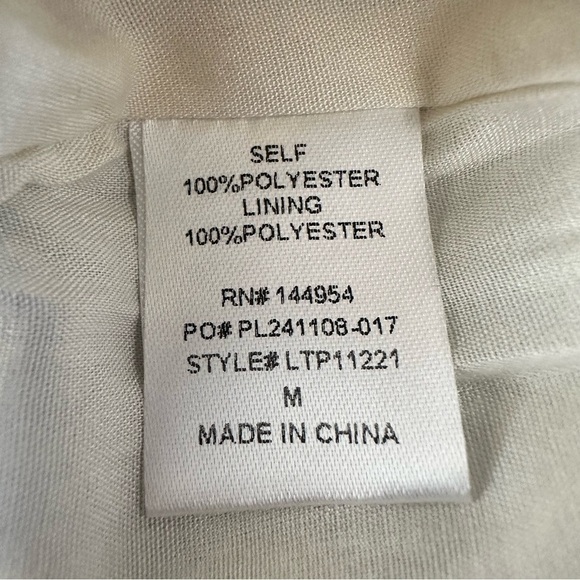 SELF
100%POLYESTER
LINING
100%POLYESTER
RN# 144954
PO# PL241108-017
STYLE# LTP11221
M
MADE IN CHINA